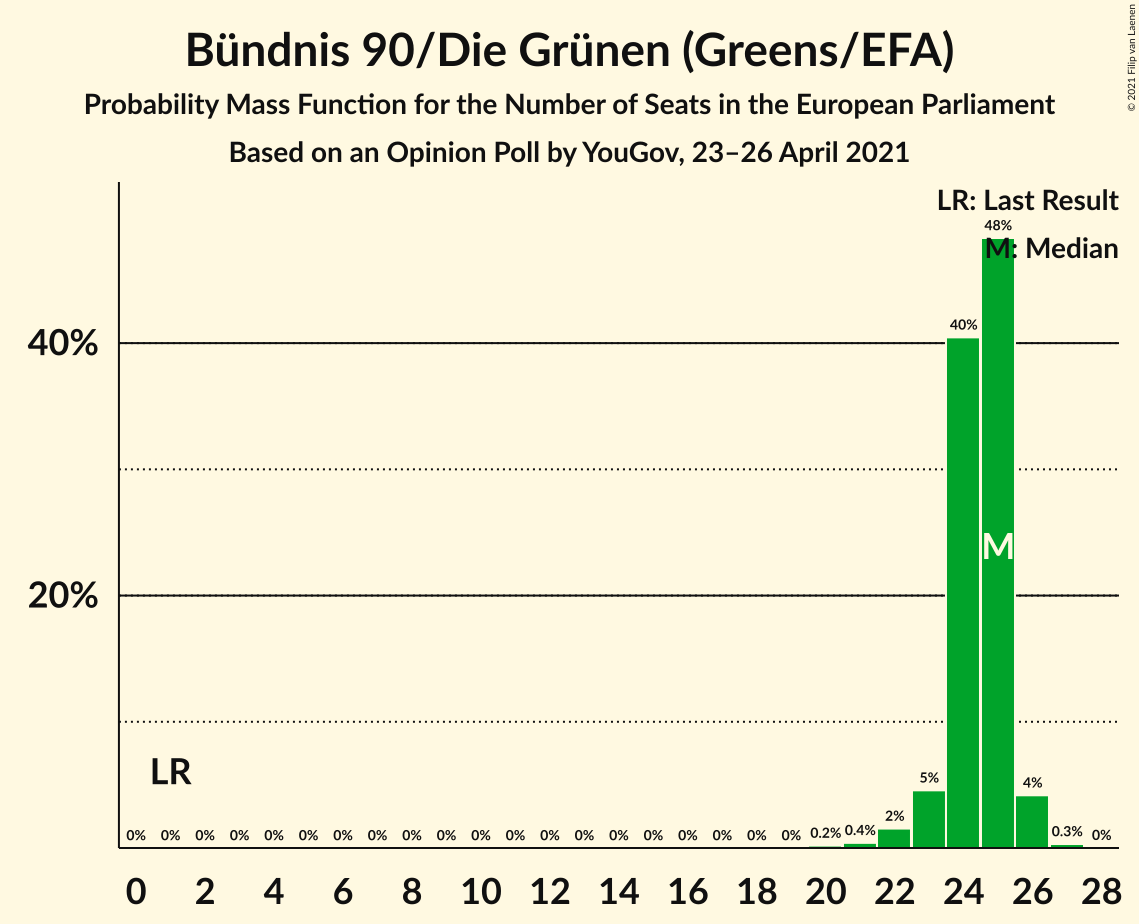 Bündnis 90/Die Grünen (Greens/EFA)
Probability Mass Function for the Number of Seats in the European Parliament
Based on an Opinion Poll by YouGov, 23–26 April 2021
© 2021 Filip van Laenen
LR: Last Result
48%
M: Median
40%
40%
M
20%
LR
5%
4%
2%
0% 0% 0% 0% 0% 0% 0% 0% 0% 0% 0% 0% 0% 0% 0% 0% 0% 0% 0% 0% 0.2% 0.4% 0.3% 0%
0 2 4 6 8 10 12 14 16 18 20 22 24 26 28